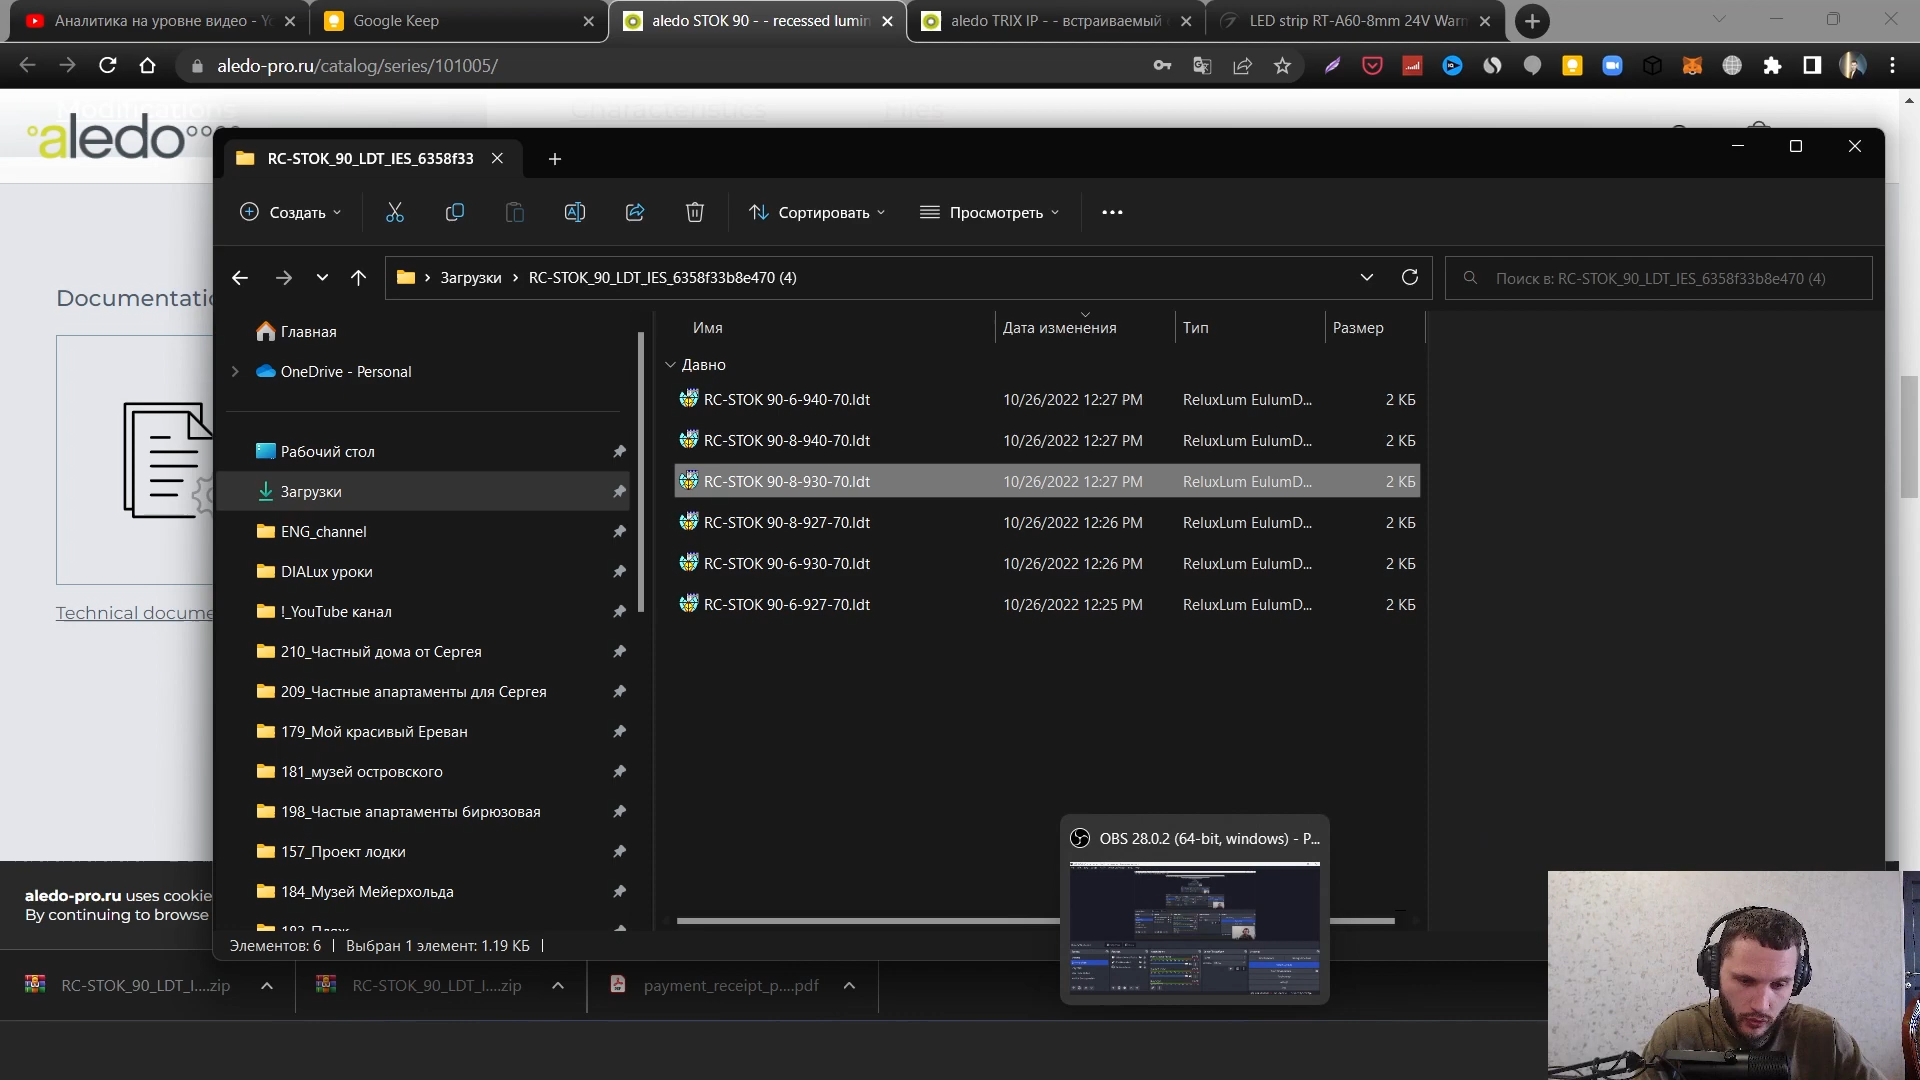 Аналитика на уровне видео - Yo
Google Keep
aledo STOK 90 - - recessed lumin
aledo TRIX IP - - встраиваемый
LED strip RT-A60-8mm 24V Warm
aledo-pro.ru/catalog/series/101005/
Modifications
Characteristics
Files
aledo
RC-STOK_90_LDT_IES_6358f33
Создать
Сортировать
Просмотреть
Загрузки
RC-STOK_90_LDT_IES_6358f33b8e470 (4)
Поиск в: RC-STOK_90_LDT_IES_6358f33b8e470 (4)
Documentatio
Technical docume
Главная
OneDrive - Personal
Рабочий стол
Загрузки
ENG_channel
DIALux уроки
!_YouTube канал
210_Частный дома от Сергея
209_Частные апартаменты для Сергея
179_Мой красивый Ереван
181_музей островского
198_Частые апартаменты бирюзовая
157_Проект лодки
184_Музей Мейерхольда
Имя
Дата изменения
Тип
Размер
Давно
RC-STOK 90-6-940-70.ldt 10/26/2022 12:27 PM ReluxLum EulumD... 2 КБ
RC-STOK 90-8-940-70.ldt 10/26/2022 12:27 PM ReluxLum EulumD... 2 КБ
RC-STOK 90-8-930-70.ldt 10/26/2022 12:27 PM ReluxLum EulumD... 2 КБ
RC-STOK 90-8-927-70.ldt 10/26/2022 12:26 PM ReluxLum EulumD... 2 КБ
RC-STOK 90-6-930-70.ldt 10/26/2022 12:26 PM ReluxLum EulumD... 2 КБ
RC-STOK 90-6-927-70.ldt 10/26/2022 12:25 PM ReluxLum EulumD... 2 КБ
OBS 28.0.2 (64-bit, windows) - P...
Элементов: 6
Выбран 1 элемент: 1.19 КБ
aledo-pro.ru uses cookie
By continuing to browse
RC-STOK_90_LDT_I....zip
RC-STOK_90_LDT_I....zip
payment_receipt_p....pdf